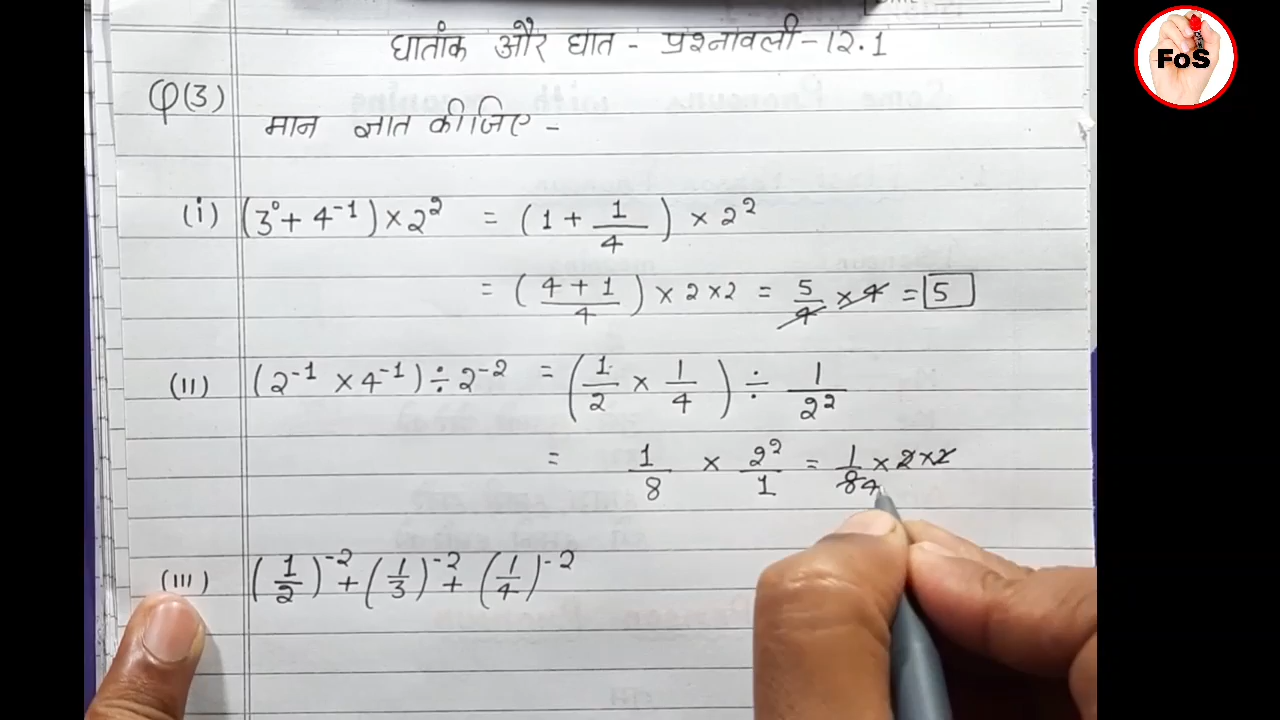 FoS
घातांक और घात - प्रश्नावली - 12.1
Q(3)
मान ज्ञात कीजिए -
(i) (3⁰ + 4⁻¹) × 2² = (1 + 1/4) × 2²
= (4 + 1/4) × 2 × 2 = 5/4 × 4 = 5
(ii) (2⁻¹ × 4⁻¹) ÷ 2⁻² = (1/2 × 1/4) ÷ 1/2²
= 1/8 × 2²/1 = 1/8 4 × 2 × 2
(iii) (1/2)⁻² + (1/3)⁻² + (1/4)⁻²